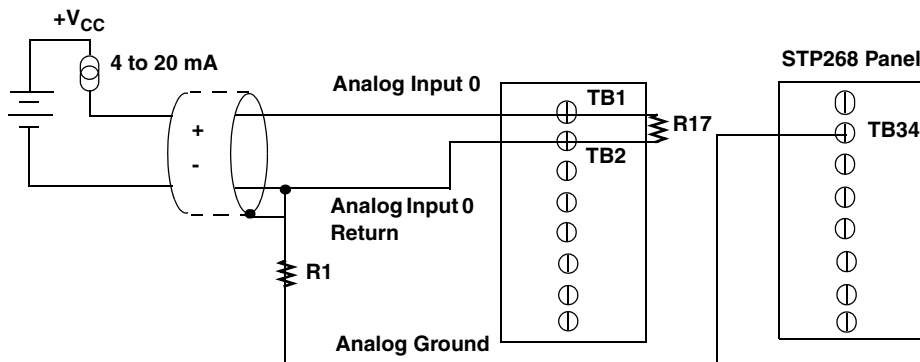 +VCC
4 to 20 mA
STP268 Panel
Analog Input 0
TB1
R17
TB34
+
-
TB2
Analog Input 0
Return
R1
Analog Ground